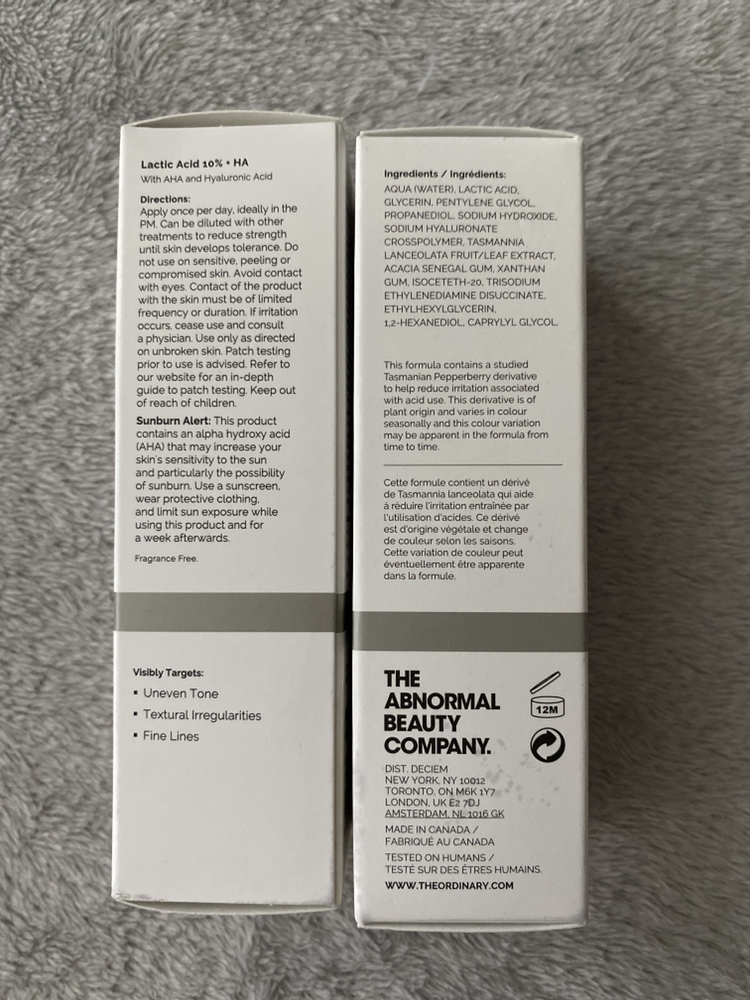 Lactic Acid 10% + HA
With AHA and Hyaluronic Acid
Directions:
Apply once per day, ideally in the
PM. Can be diluted with other
treatments to reduce strength
until skin develops tolerance. Do
not use on sensitive, peeling or
compromised skin. Avoid contact
with eyes. Contact of the product
with the skin must be of limited
frequency or duration. If irritation
occurs, cease use and consult
a physician. Use only as directed
on unbroken skin. Patch testing
prior to use is advised. Refer to
our website for an in-depth
guide to patch testing. Keep out
of reach of children.
Sunburn Alert: This product
contains an alpha hydroxy acid
(AHA) that may increase your
skin's sensitivity to the sun
and particularly the possibility
of sunburn. Use a sunscreen,
wear protective clothing,
and limit sun exposure while
using this product and for
a week afterwards.
Fragrance Free.
Visibly Targets:
▪ Uneven Tone
▪ Textural Irregularities
▪ Fine Lines
Ingredients / Ingrédients:
AQUA (WATER), LACTIC ACID,
GLYCERIN, PENTYLENE GLYCOL,
PROPANEDIOL, SODIUM HYDROXIDE,
SODIUM HYALURONATE
CROSSPOLYMER, TASMANNIA
LANCEOLATA FRUIT/LEAF EXTRACT,
ACACIA SENEGAL GUM, XANTHAN
GUM, ISOCETETH-20, TRISODIUM
ETHYLENEDIAMINE DISUCCINATE,
ETHYLHEXYLGLYCERIN,
1,2-HEXANEDIOL, CAPRYLYL GLYCOL.
This formula contains a studied
Tasmanian Pepperberry derivative
to help reduce irritation associated
with acid use. This derivative is of
plant origin and varies in colour
seasonally and this colour variation
may be apparent in the formula from
time to time.
Cette formule contient un dérivé
de Tasmannia lanceolata qui aide
à réduire l'irritation entraînée par
l'utilisation d'acides. Ce dérivé
est d'origine végétale et change
de couleur selon les saisons.
Cette variation de couleur peut
éventuellement être apparente
dans la formule.
THE
ABNORMAL
BEAUTY
COMPANY.
12M
DIST. DECIEM
NEW YORK, NY 10012
TORONTO, ON M6K 1Y7
LONDON, UK E2 7DJ
AMSTERDAM, NL 1016 GK
MADE IN CANADA /
FABRIQUÉ AU CANADA
TESTED ON HUMANS /
TESTÉ SUR DES ÊTRES HUMAINS.
WWW.THEORDINARY.COM